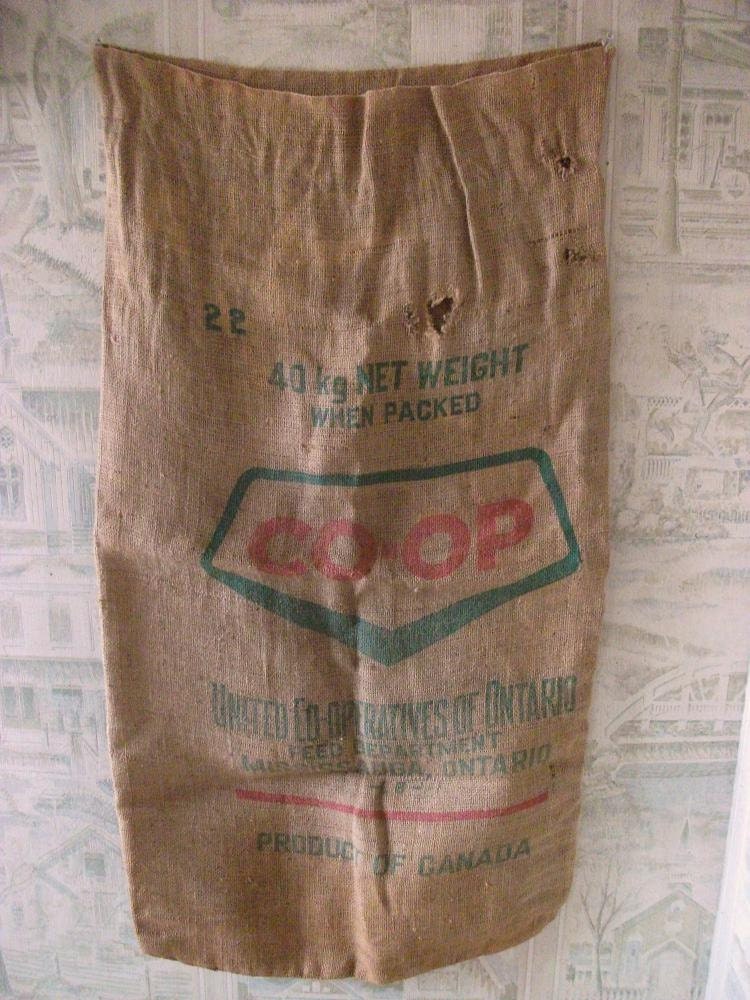 22
40 kg NET WEIGHT
WHEN PACKED
CO-OP
UNITED CO-OPERATIVES OF ONTARIO
FEED DEPARTMENT
MISSISSAUGA, ONTARIO
PRODUCT OF CANADA